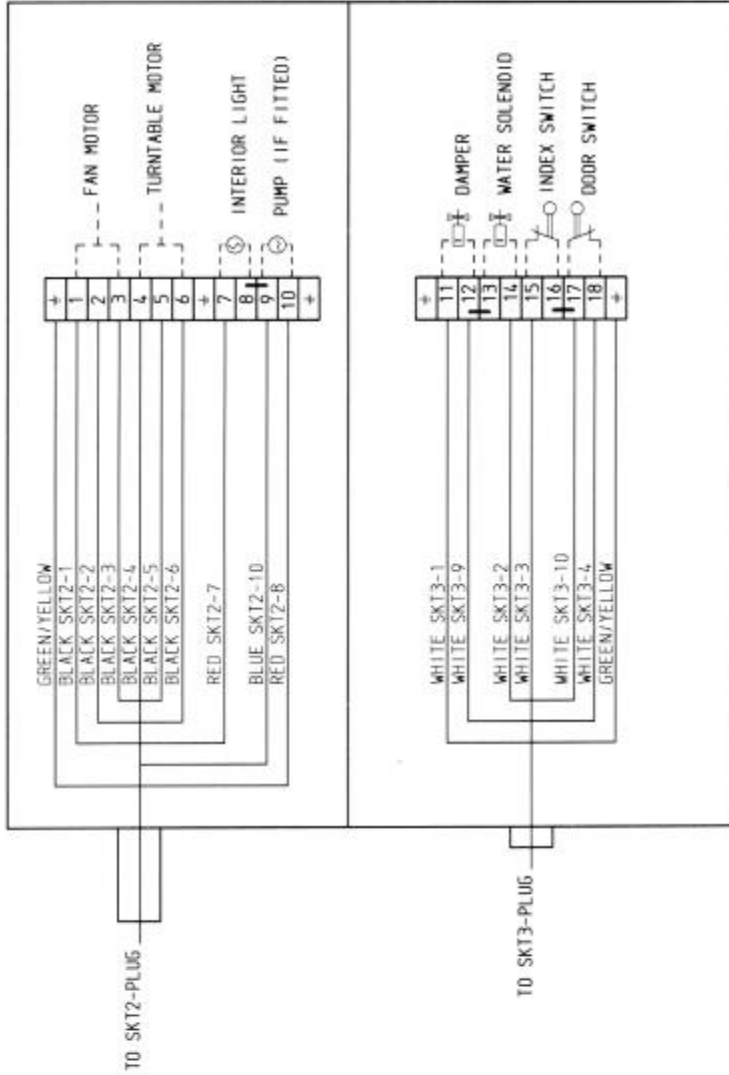 TO SKT2-PLUG
GREEN/YELLOW
BLACK SKT2-1
BLACK SKT2-2
BLACK SKT2-3
BLACK SKT2-4
BLACK SKT2-5
BLACK SKT2-6
RED SKT2-7
BLUE SKT2-10
RED SKT2-8
1
2
3
4
5
6
7
8
9
10
FAN MOTOR
TURNTABLE MOTOR
INTERIOR LIGHT
PUMP (IF FITTED)
TO SKT3-PLUG
WHITE SKT3-1
WHITE SKT3-9
WHITE SKT3-2
WHITE SKT3-3
WHITE SKT3-10
WHITE SKT3-4
GREEN/YELLOW
11
12
13
14
15
16
17
18
DAMPER
WATER SOLENOID
INDEX SWITCH
DOOR SWITCH